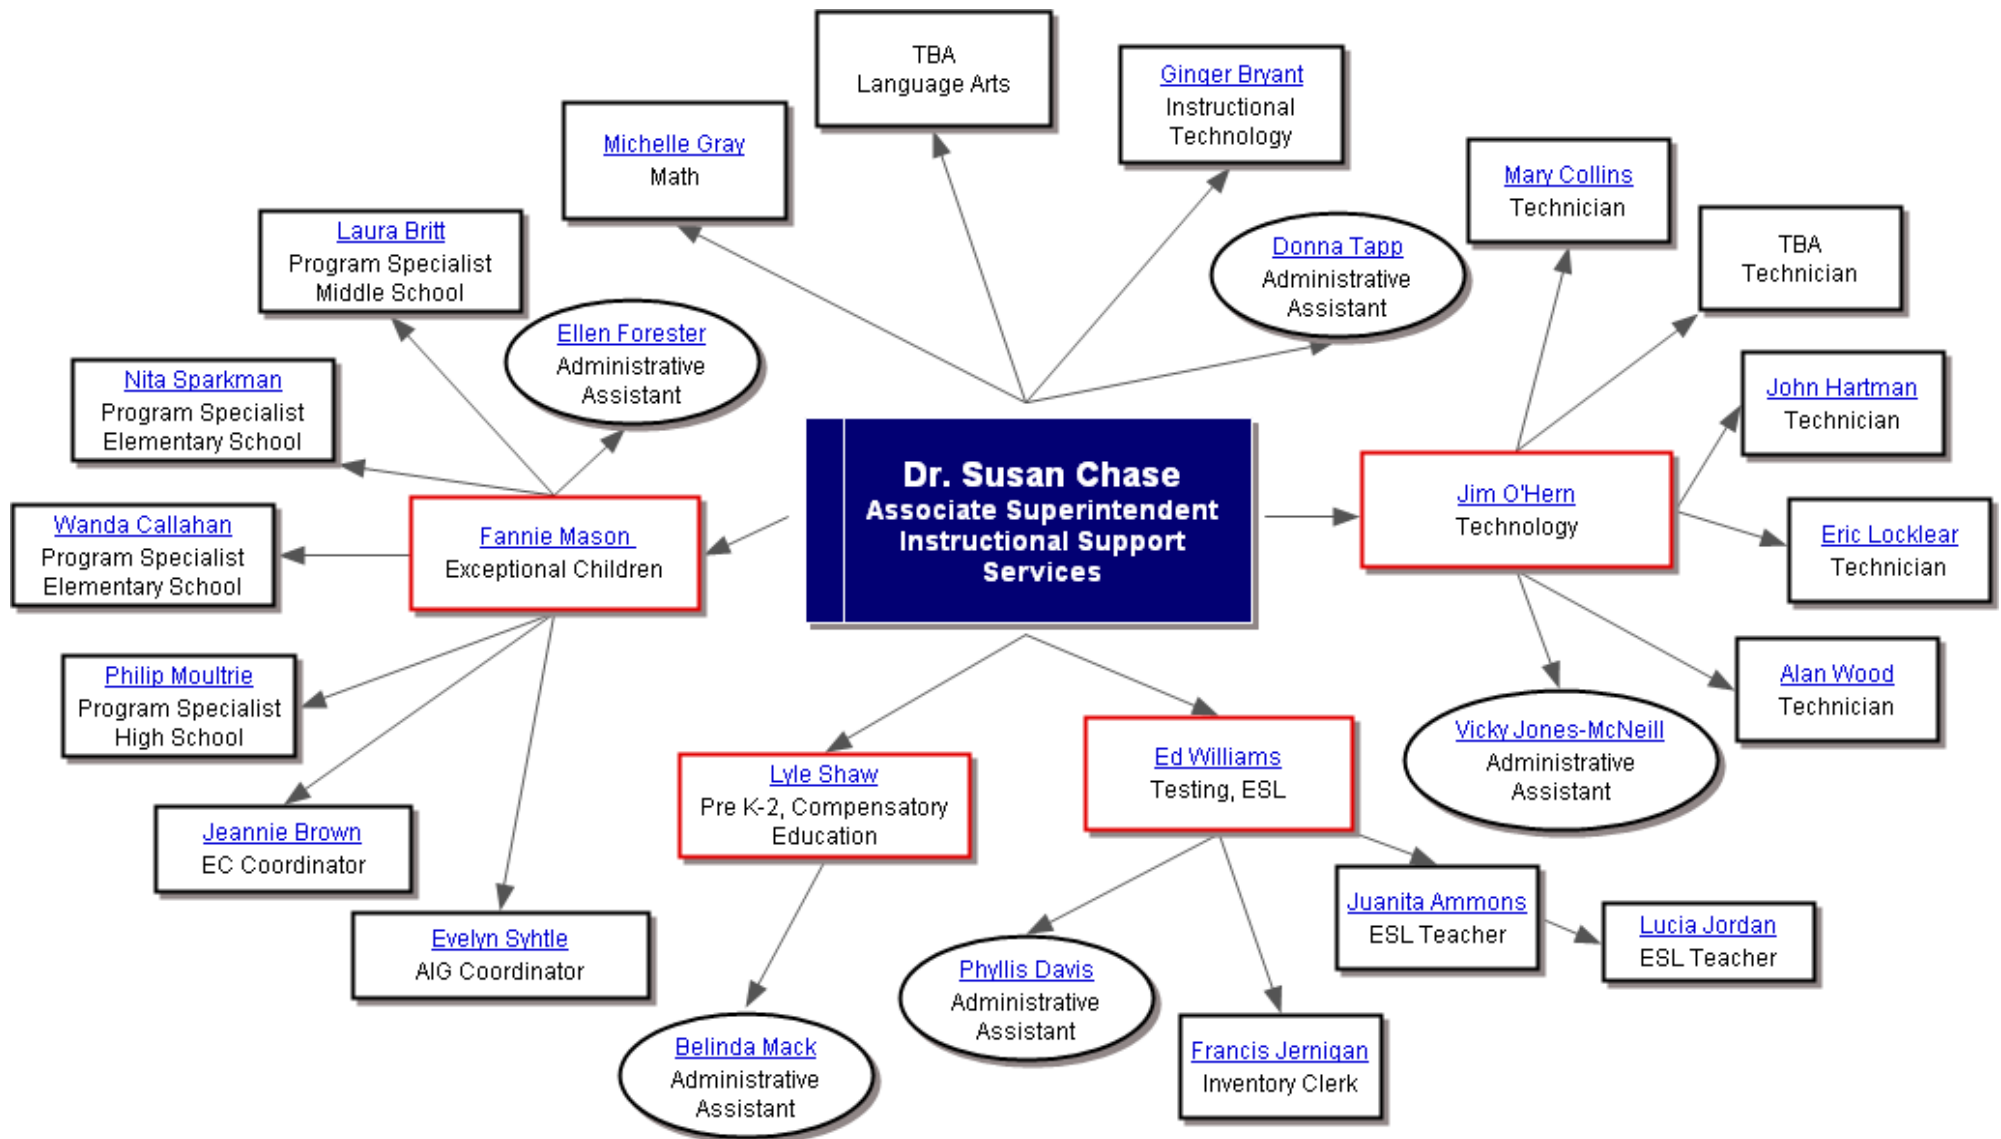 TBA
Language Arts
Ginger Bryant
Instructional
Technology
Michelle Gray
Math
Mary Collins
Technician
Laura Britt
Program Specialist
Middle School
Donna Tapp
Administrative
Assistant
TBA
Technician
Ellen Forester
Administrative
Assistant
Nita Sparkman
Program Specialist
Elementary School
John Hartman
Technician
Dr. Susan Chase
Associate Superintendent
Instructional Support
Services
Jim O'Hern
Technology
Wanda Callahan
Program Specialist
Elementary School
Fannie Mason
Exceptional Children
Eric Locklear
Technician
Philip Moultrie
Program Specialist
High School
Alan Wood
Technician
Vicky Jones-McNeill
Administrative
Assistant
Lyle Shaw
Pre K-2, Compensatory
Education
Ed Williams
Testing, ESL
Jeannie Brown
EC Coordinator
Juanita Ammons
ESL Teacher
Lucia Jordan
ESL Teacher
Evelyn Syhtle
AIG Coordinator
Phyllis Davis
Administrative
Assistant
Belinda Mack
Administrative
Assistant
Francis Jernigan
Inventory Clerk